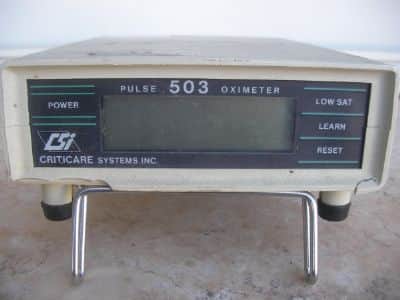 PULSE 503 OXIMETER
POWER
LOW SAT
LEARN
RESET
CSi
CRITICARE SYSTEMS INC.